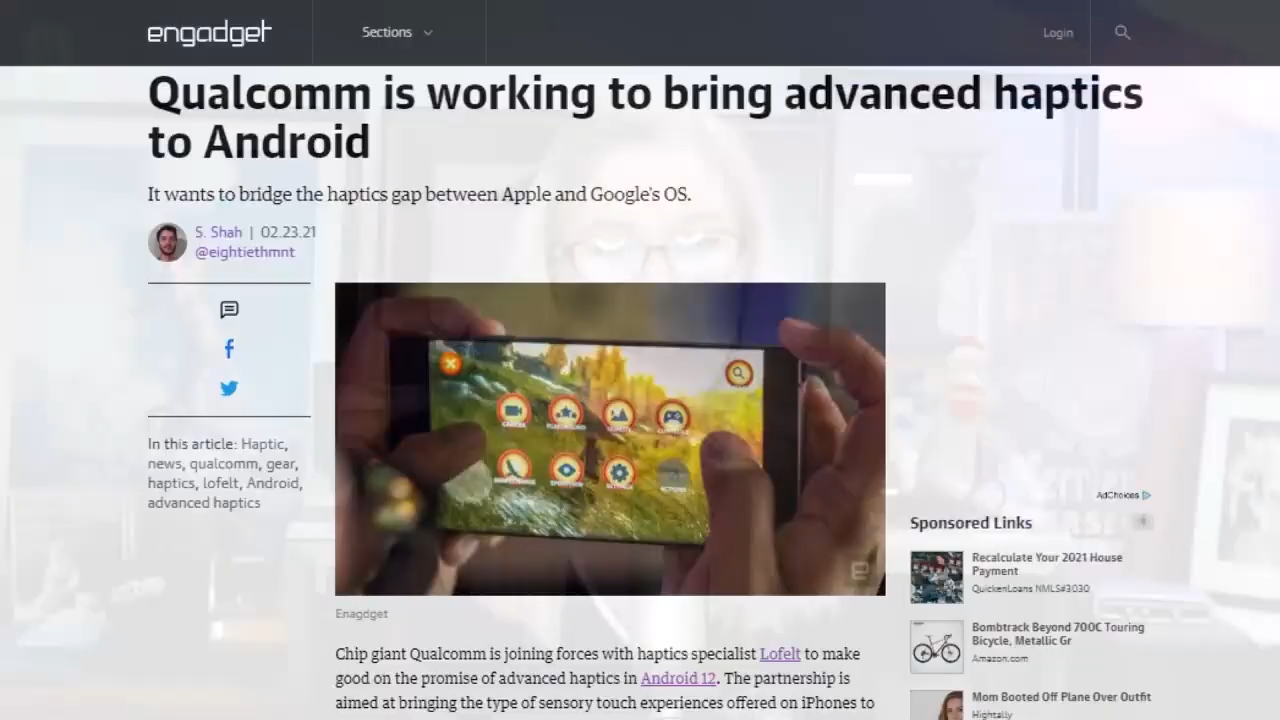 engadget
Sections
Login
Qualcomm is working to bring advanced haptics
to Android
It wants to bridge the haptics gap between Apple and Google's OS.
S. Shah | 02.23.21
@eightiethmnt
In this article: Haptic,
news, qualcomm, gear,
haptics, lofelt, Android,
advanced haptics
Enagdget
Chip giant Qualcomm is joining forces with haptics specialist Lofelt to make
good on the promise of advanced haptics in Android 12. The partnership is
aimed at bringing the type of sensory touch experiences offered on iPhones to
AdChoices
Sponsored Links
Recalculate Your 2021 House
Payment
QuickenLoans NMLS#3030
Bombtrack Beyond 700C Touring
Bicycle, Metallic Gr
Amazon.com
Mom Booted Off Plane Over Outfit
Hightally